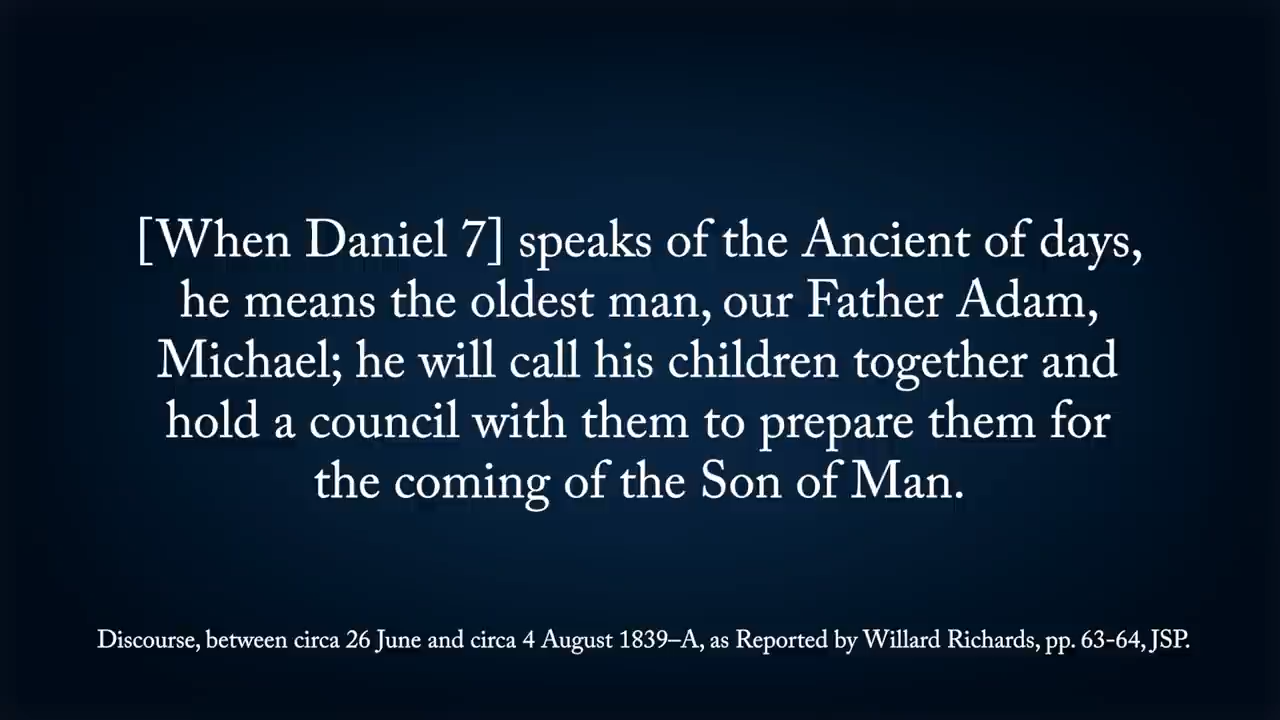 [When Daniel 7] speaks of the Ancient of days,
he means the oldest man, our Father Adam,
Michael; he will call his children together and
hold a council with them to prepare them for
the coming of the Son of Man.
Discourse, between circa 26 June and circa 4 August 1839–A, as Reported by Willard Richards, pp. 63-64, JSP.